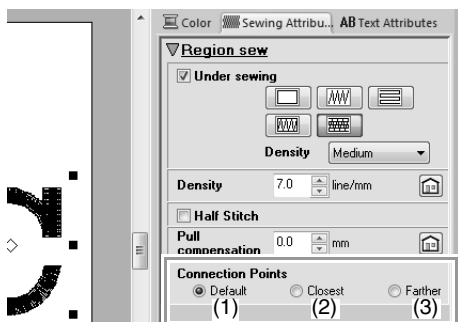 Color Sewing Attribu... AB Text Attributes
Region sew
Under sewing
Density Medium
Density 7.0 line/mm
Half Stitch
Pull compensation 0.0 mm
Connection Points
Default Closest Farther
(1) (2) (3)